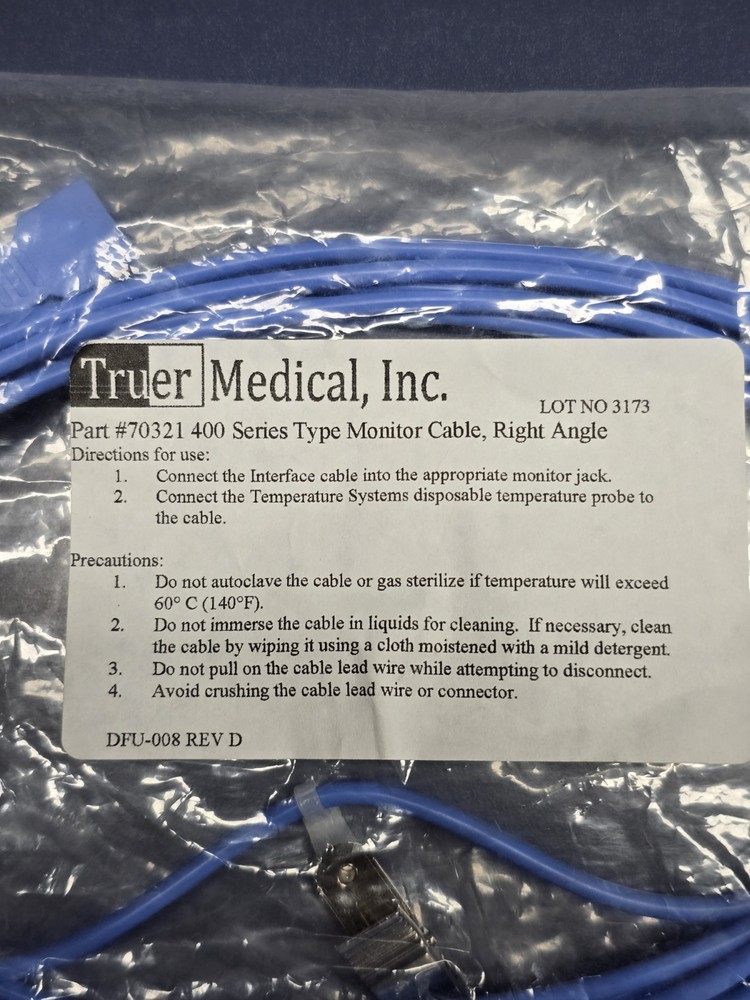 Truer Medical, Inc.
LOT NO 3173
Part #70321 400 Series Type Monitor Cable, Right Angle
Directions for use:
1. Connect the Interface cable into the appropriate monitor jack.
2. Connect the Temperature Systems disposable temperature probe to
the cable.
Precautions:
1. Do not autoclave the cable or gas sterilize if temperature will exceed
60° C (140°F).
2. Do not immerse the cable in liquids for cleaning. If necessary, clean
the cable by wiping it using a cloth moistened with a mild detergent.
3. Do not pull on the cable lead wire while attempting to disconnect.
4. Avoid crushing the cable lead wire or connector.
DFU-008 REV D